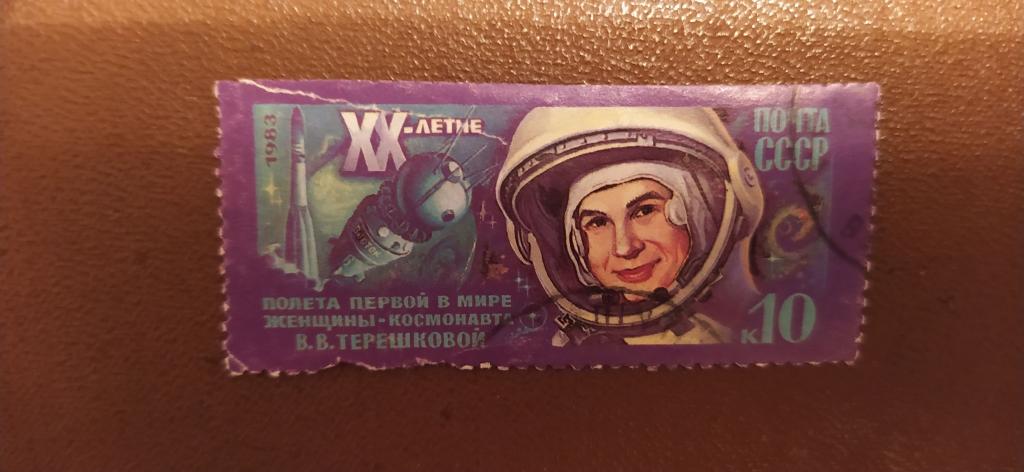 1983
XX-ЛЕТИЕ
ПОЛЕТА ПЕРВОЙ В МИРЕ
ЖЕНЩИНЫ-КОСМОНАВТА
В.В.ТЕРЕШКОВОЙ
ПОЧТА
СССР
к10